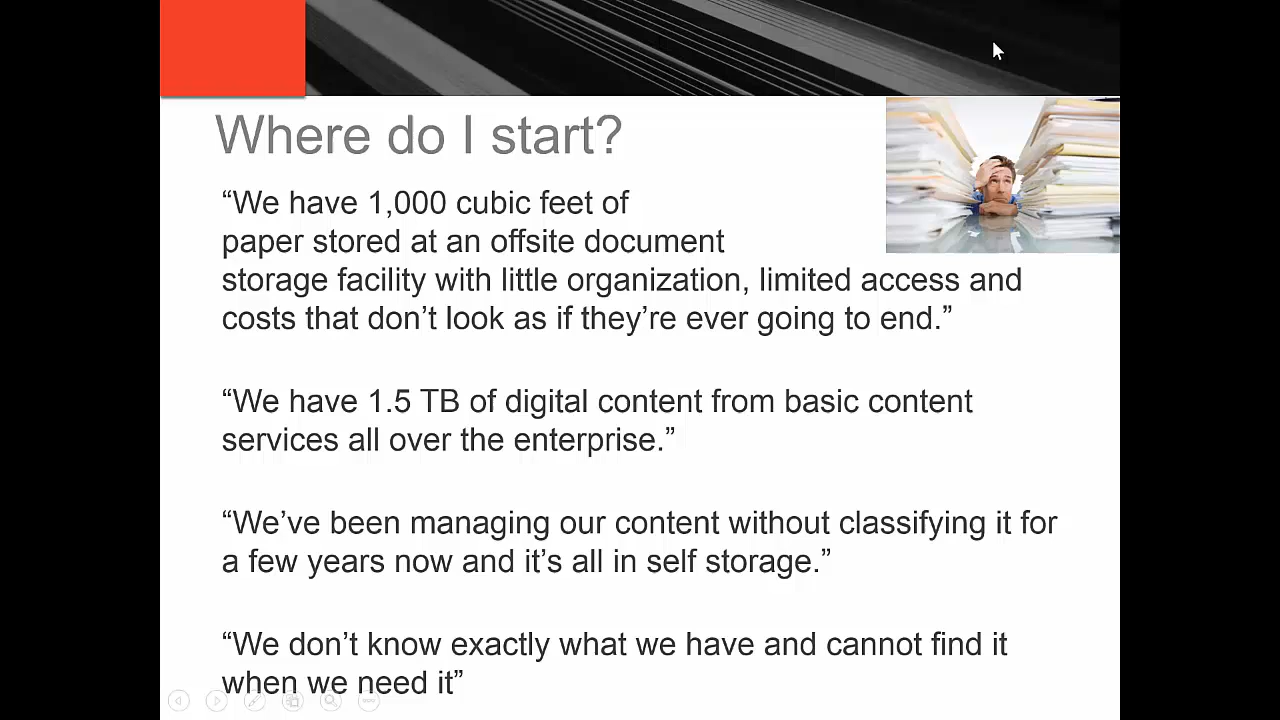 Where do I start?
“We have 1,000 cubic feet of
paper stored at an offsite document
storage facility with little organization, limited access and
costs that don’t look as if they’re ever going to end.”
“We have 1.5 TB of digital content from basic content
services all over the enterprise.”
“We’ve been managing our content without classifying it for
a few years now and it’s all in self storage.”
“We don’t know exactly what we have and cannot find it
when we need it”